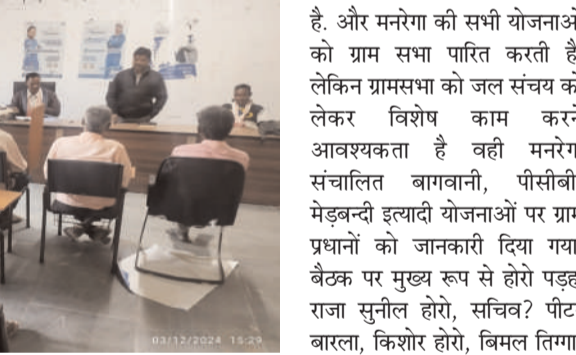 है. और मनरेगा की सभी योजनाओं
को ग्राम सभा पारित करती है
लेकिन ग्रामसभा को जल संचय को
लेकर विशेष काम करने
आवश्यकता है वही मनरेगा
संचालित बागवानी, पीसीबी
मेड़बन्दी इत्यादी योजनाओं पर ग्राम
प्रधानों को जानकारी दिया गया
बैठक पर मुख्य रूप से होरो पड़हा
राजा सुनील होरो, सचिव? पीटर
बारला, किशोर होरो, बिमल तिग्गा
03/12/2024 15:29